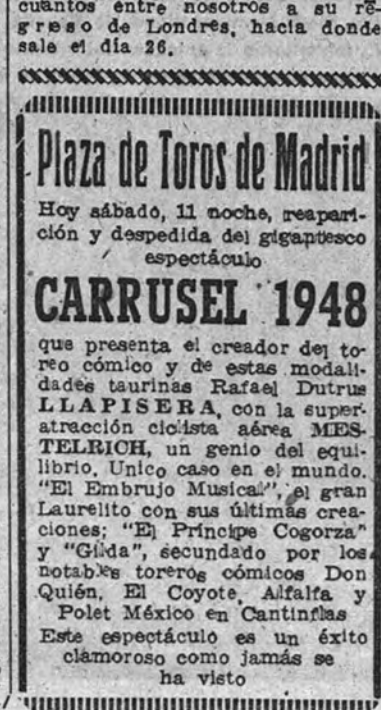 cuantos entre nosotros a su re-
greso de Londres, hacia donde
sale el día 26.
Plaza de Toros de Madrid
Hoy sábado, 11 noche, reapari-
ción y despedida del gigantesco
espectáculo
CARRUSEL 1948
que presenta el creador del to-
reo cómico y de estas modali-
dades taurinas Rafael Dutrus
LLAPISERA, con la super-
atracción ciclista aérea MES-
TELRICH, un genio del equi-
librio. Unico caso en el mundo.
"El Embrujo Musical", el gran
Laurelito con sus últimas crea-
ciones; "El Príncipe Cogorza"
y "Gilda", secundado por los
notables toreros cómicos Don
Quién, El Coyote, Alfalfa y
Polet México en Cantinflas
Este espectáculo es un éxito
clamoroso como jamás se
ha visto